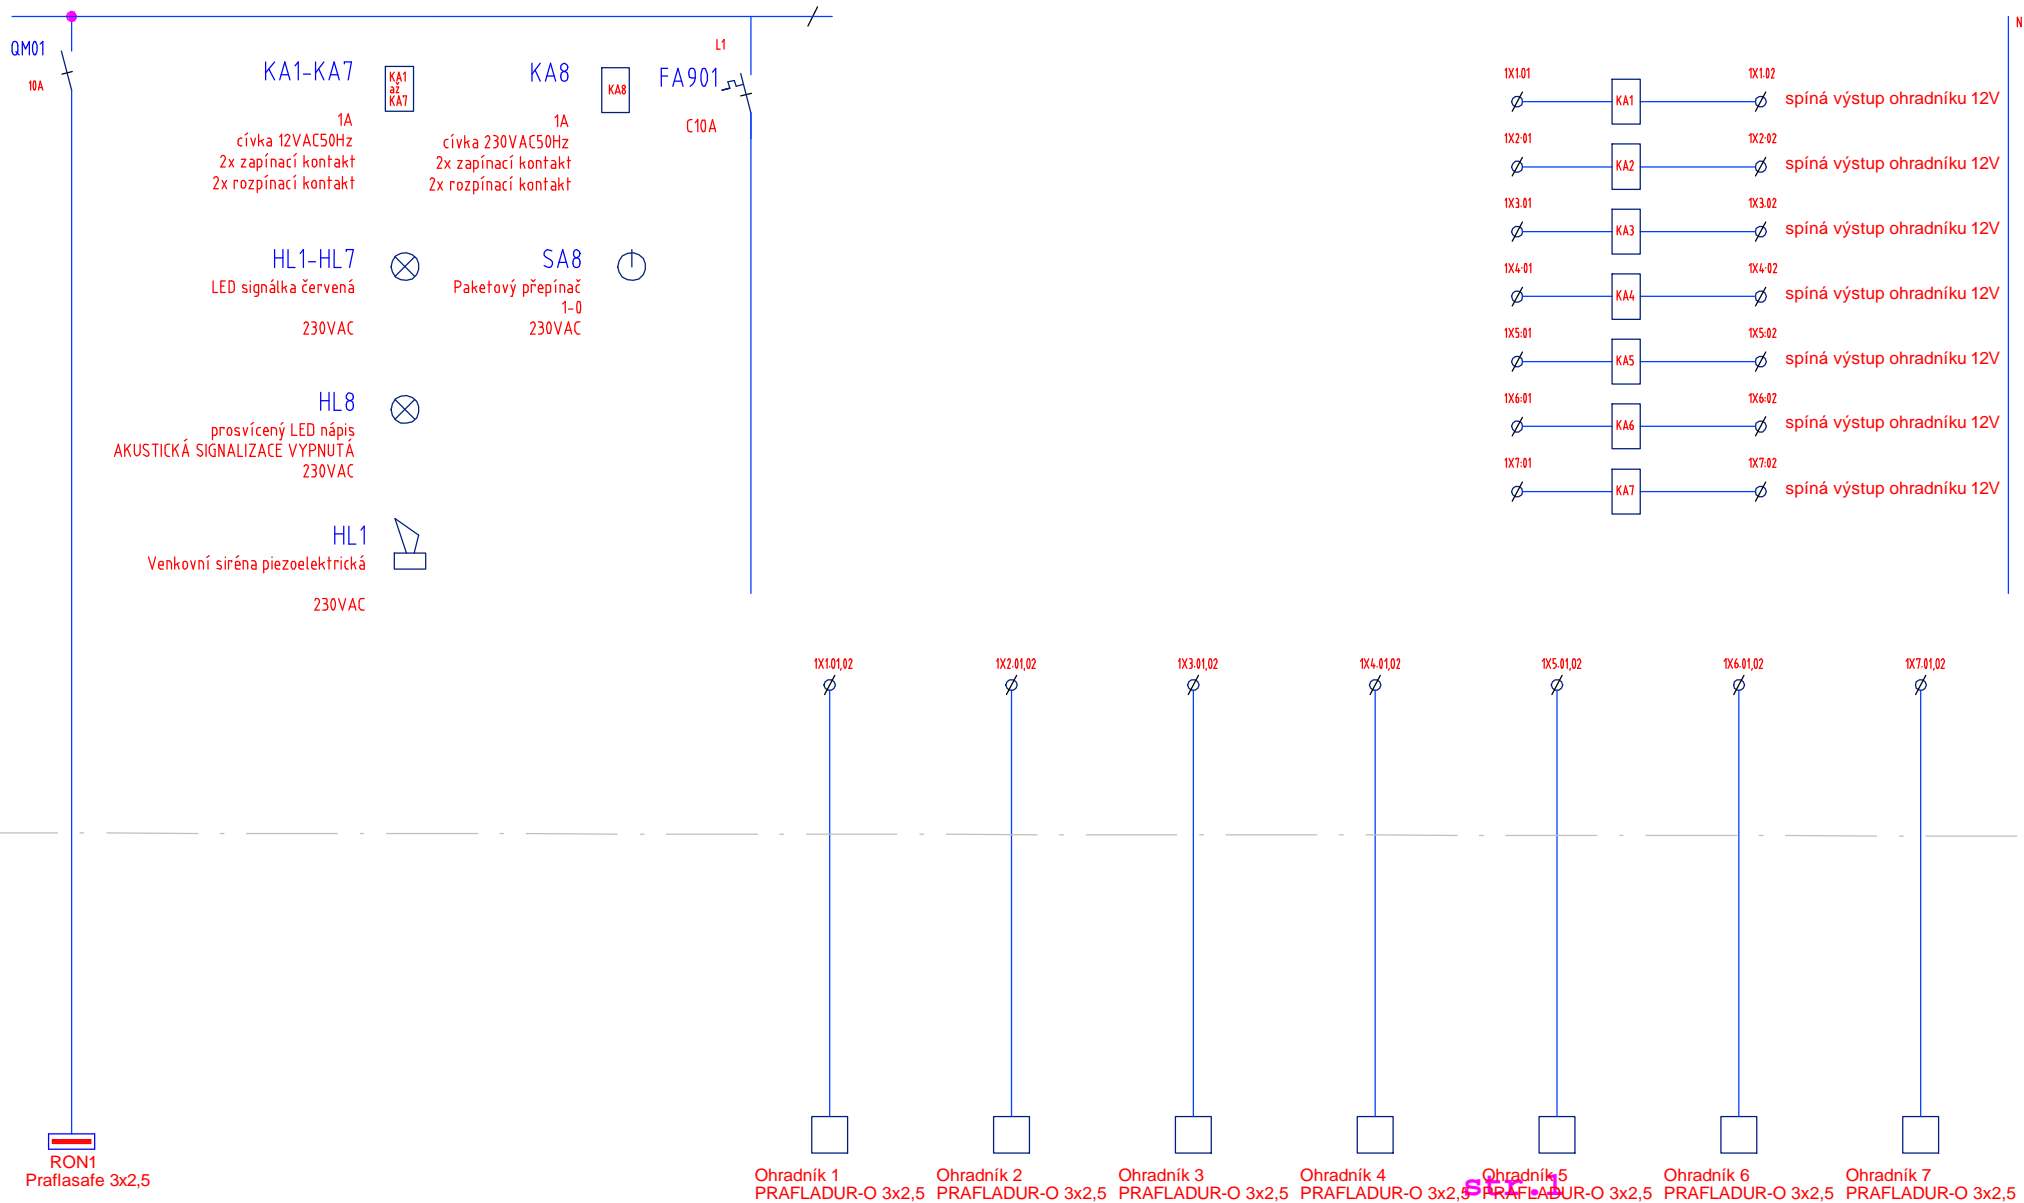 QM01
10A
KA1-KA7
KA1
až
KA7
1A
cívka 12VAC50Hz
2x zapínací kontakt
2x rozpínací kontakt
KA8
KA8
1A
cívka 230VAC50Hz
2x zapínací kontakt
2x rozpínací kontakt
L1
FA901
C10A
HL1-HL7
LED signálka červená
230VAC
SA8
Paketový přepínač
1-0
230VAC
HL8
prosvícený LED nápis
AKUSTICKÁ SIGNALIZACE VYPNUTÁ
230VAC
HL1
Venkovní siréna piezoelektrická
230VAC
N
1X1:01
KA1
1X1:02
spíná výstup ohradníku 12V
1X2:01
KA2
1X2:02
spíná výstup ohradníku 12V
1X3:01
KA3
1X3:02
spíná výstup ohradníku 12V
1X4:01
KA4
1X4:02
spíná výstup ohradníku 12V
1X5:01
KA5
1X5:02
spíná výstup ohradníku 12V
1X6:01
KA6
1X6:02
spíná výstup ohradníku 12V
1X7:01
KA7
1X7:02
spíná výstup ohradníku 12V
1X1:01,02
1X2:01,02
1X3:01,02
1X4:01,02
1X5:01,02
1X6:01,02
1X7:01,02
RON1
Praflasafe 3x2,5
Ohradník 1
PRAFLADUR-O 3x2,5
Ohradník 2
PRAFLADUR-O 3x2,5
Ohradník 3
PRAFLADUR-O 3x2,5
Ohradník 4
PRAFLADUR-O 3x2,5
Ohradník 5
PRAFLADUR-O 3x2,5
str.1
Ohradník 6
PRAFLADUR-O 3x2,5
Ohradník 7
PRAFLADUR-O 3x2,5